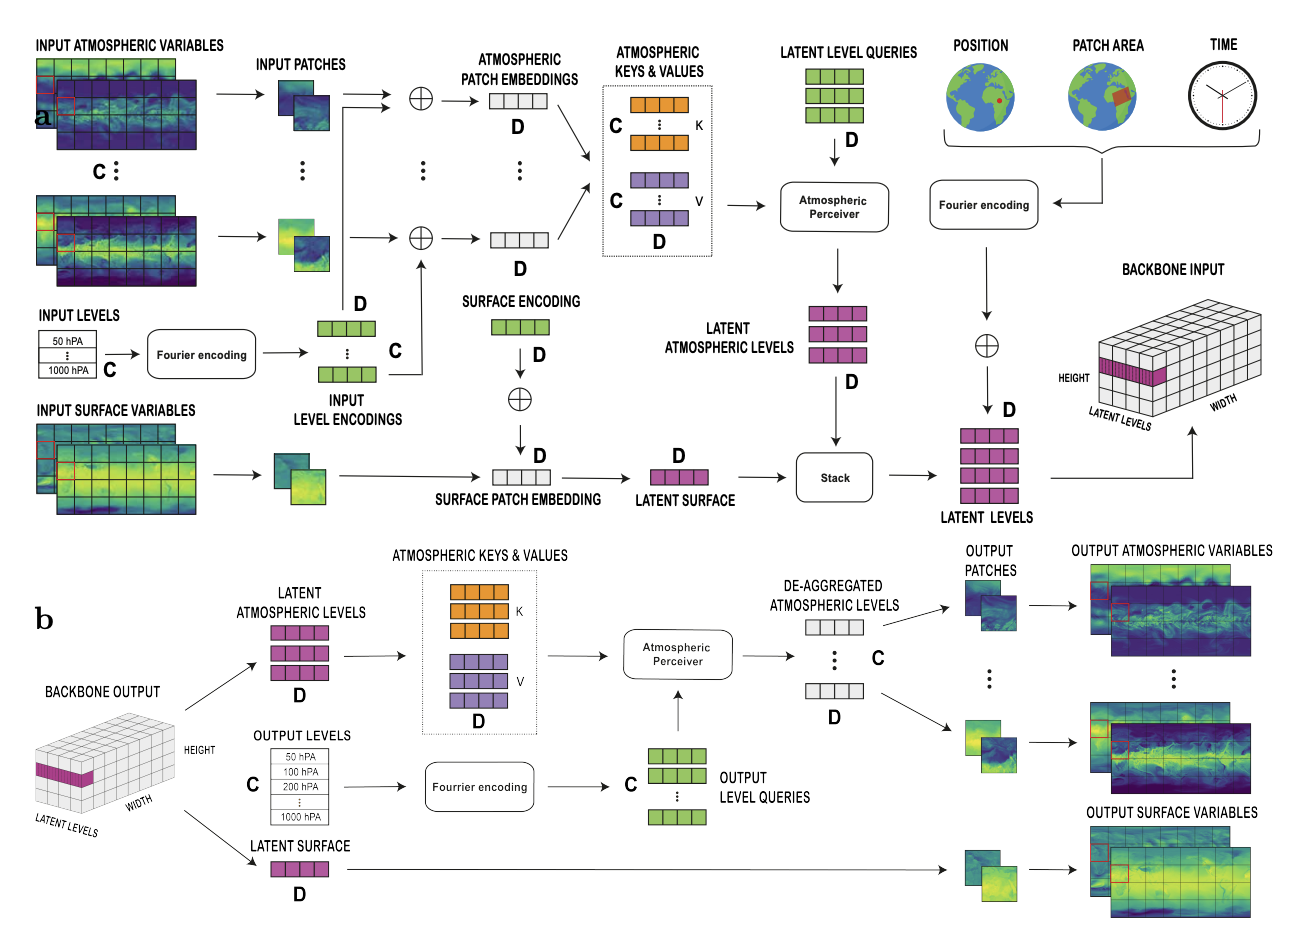 a
INPUT ATMOSPHERIC VARIABLES
C
INPUT PATCHES
ATMOSPHERIC
PATCH EMBEDDINGS
D
D
ATMOSPHERIC
KEYS & VALUES
C
K
C
V
D
LATENT LEVEL QUERIES
D
Atmospheric
Perceiver
POSITION
PATCH AREA
TIME
Fourier encoding
INPUT LEVELS
50 hPA
1000 hPA
C
Fourier encoding
D
C
INPUT
LEVEL ENCODINGS
SURFACE ENCODING
D
LATENT
ATMOSPHERIC LEVELS
D
BACKBONE INPUT
HEIGHT
LATENT LEVELS
WIDTH
INPUT SURFACE VARIABLES
D
SURFACE PATCH EMBEDDING
D
LATENT SURFACE
Stack
D
LATENT LEVELS
b
BACKBONE OUTPUT
HEIGHT
WIDTH
LATENT LEVELS
LATENT
ATMOSPHERIC LEVELS
D
ATMOSPHERIC KEYS & VALUES
K
V
D
Atmospheric
Perceiver
DE-AGGREGATED
ATMOSPHERIC LEVELS
C
D
OUTPUT
PATCHES
OUTPUT ATMOSPHERIC VARIABLES
OUTPUT LEVELS
C
50 hPA
100 hPA
200 hPA
1000 hPA
Fourrier encoding
C
OUTPUT
LEVEL QUERIES
LATENT SURFACE
D
OUTPUT SURFACE VARIABLES